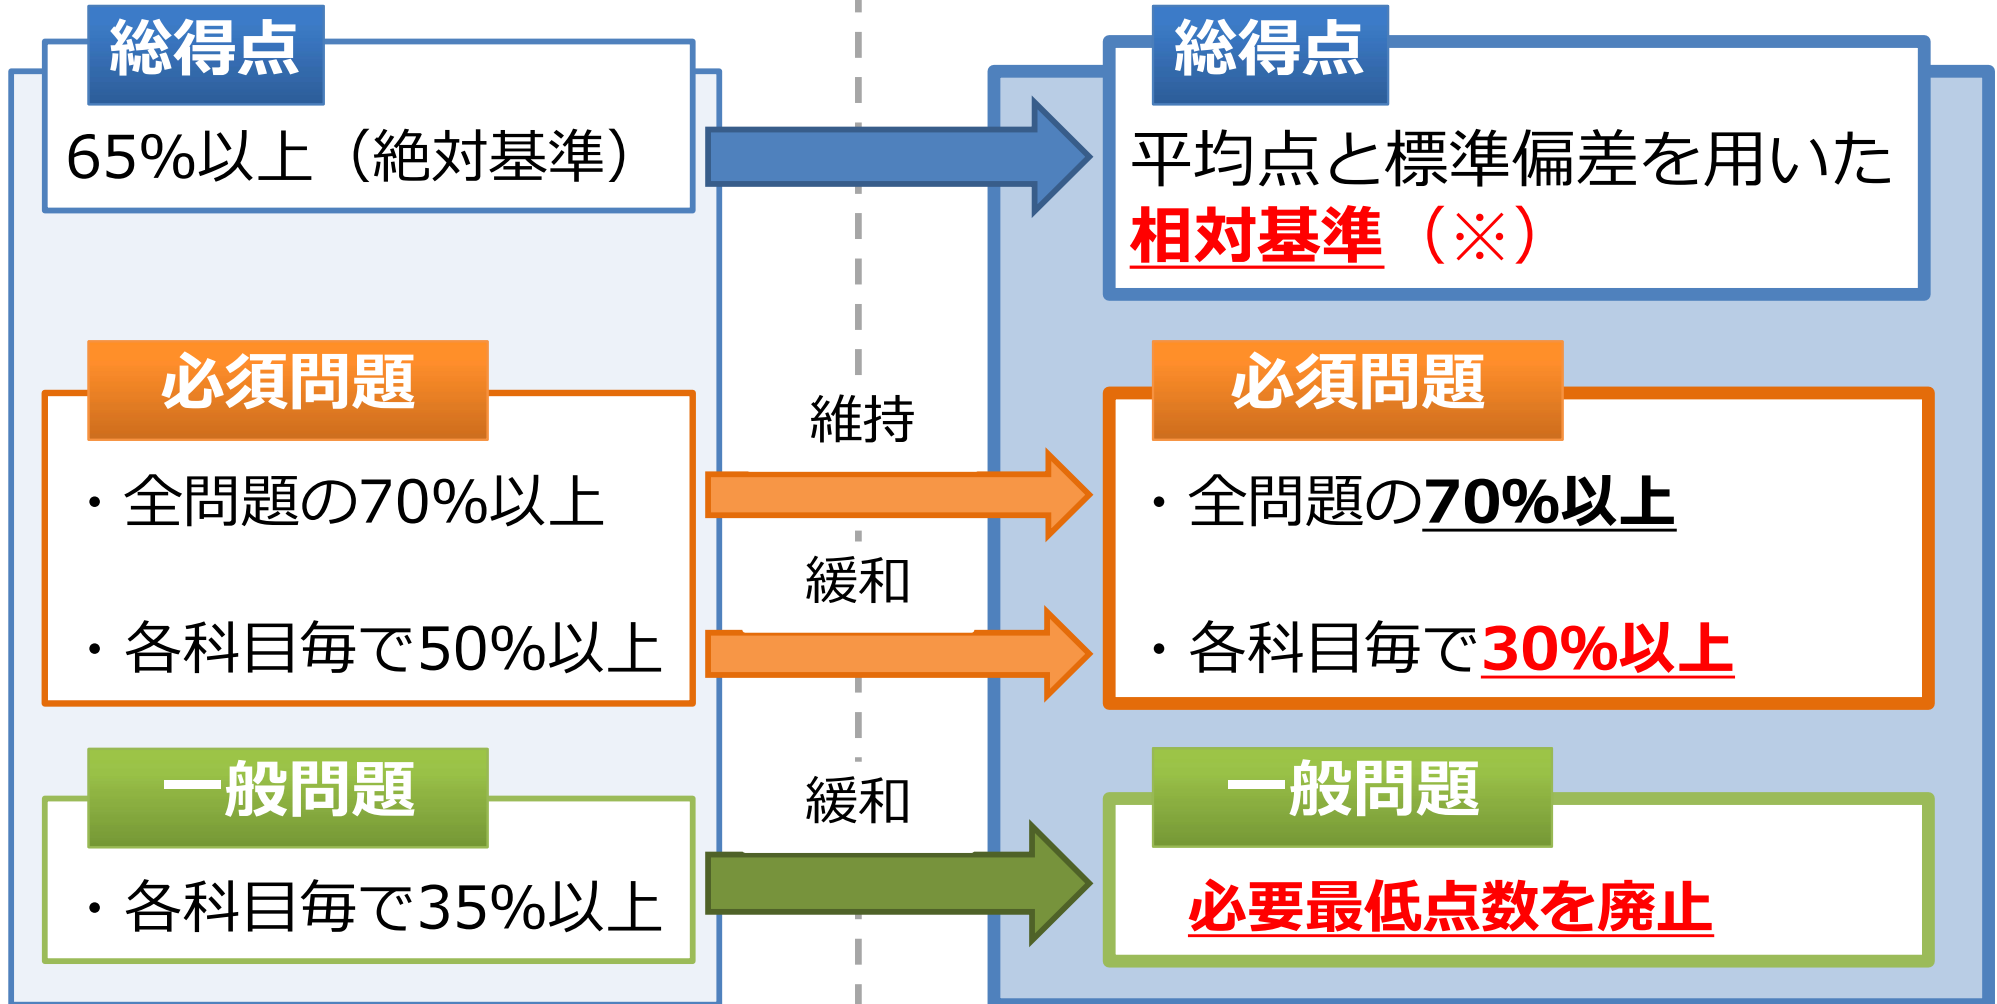 総得点
65%以上（絶対基準）
必須問題
・全問題の70%以上
・各科目毎で50%以上
一般問題
・各科目毎で35%以上
維持
緩和
緩和
総得点
平均点と標準偏差を用いた
相対基準（※）
必須問題
・全問題の70%以上
・各科目毎で30%以上
一般問題
必要最低点数を廃止